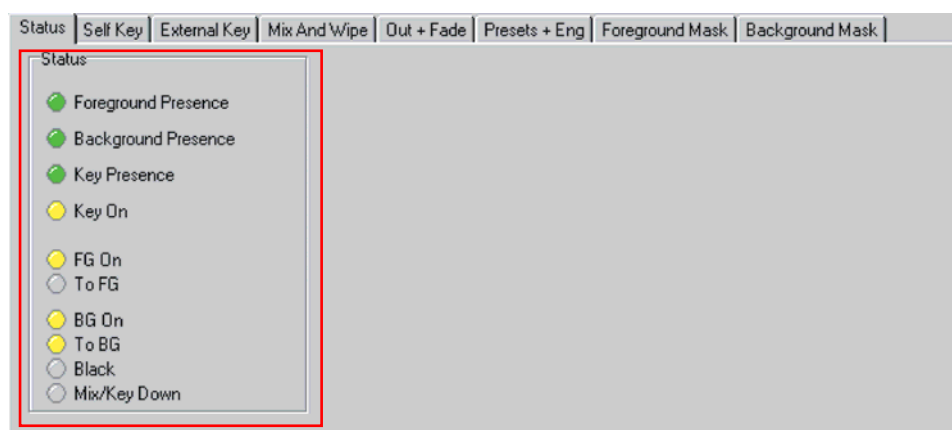 Status Self Key External Key Mix And Wipe Out + Fade Presets + Eng Foreground Mask Background Mask
Status
Foreground Presence
Background Presence
Key Presence
Key On
FG On
To FG
BG On
To BG
Black
Mix/Key Down